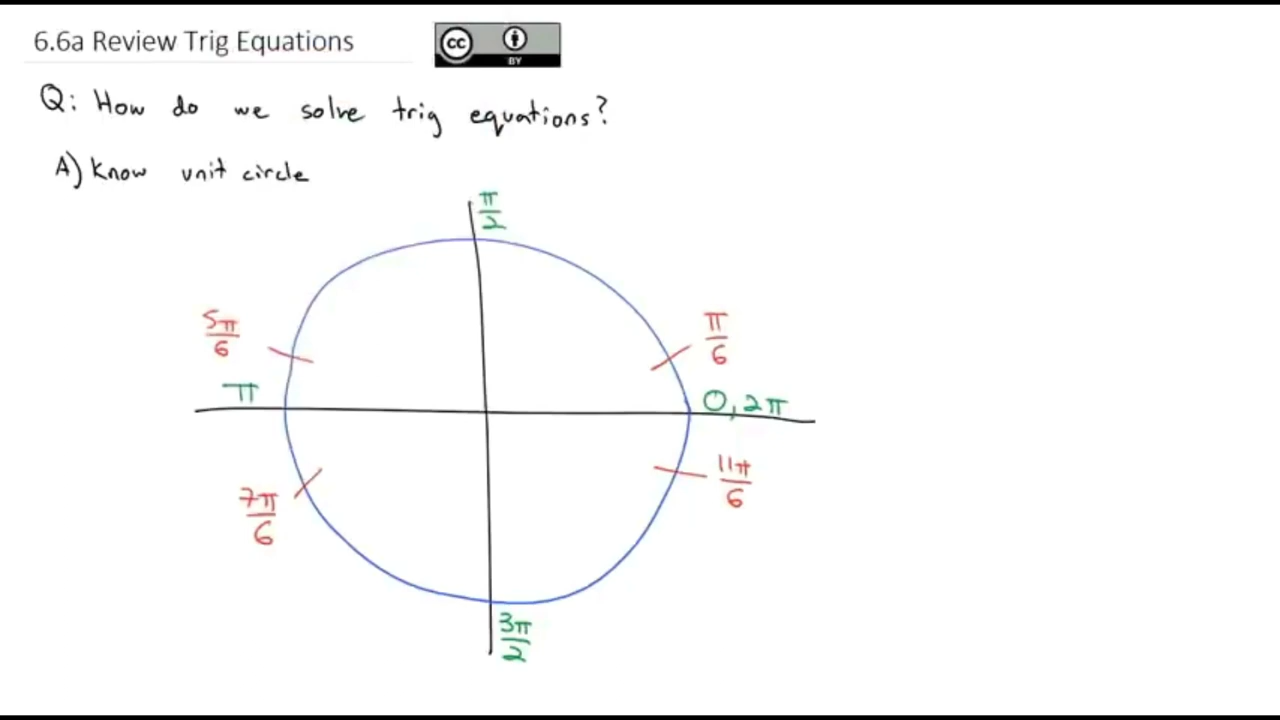 6.6a Review Trig Equations
cc BY
Q: How do we solve trig equations?
A) Know unit circle
π/2
5π/6
π/6
π
0, 2π
7π/6
11π/6
3π/2